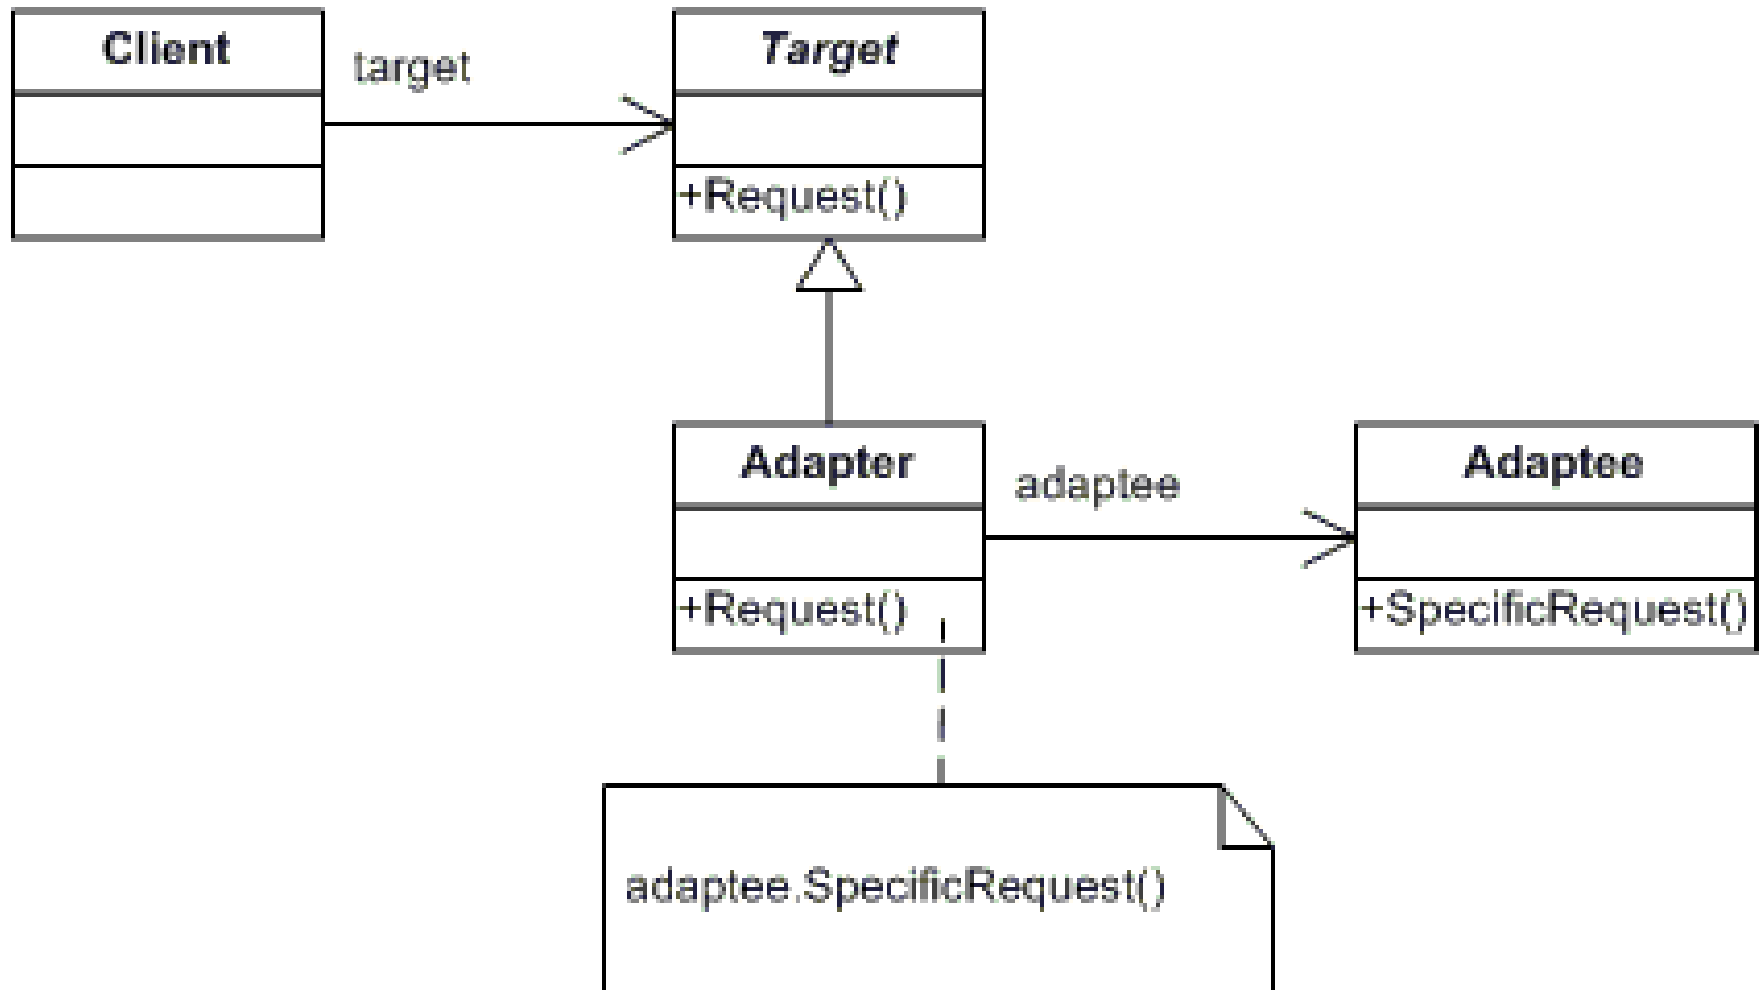 Client
target
Target
+Request()
Adapter
adaptee
Adaptee
+Request()
+SpecificRequest()
adaptee.SpecificRequest()